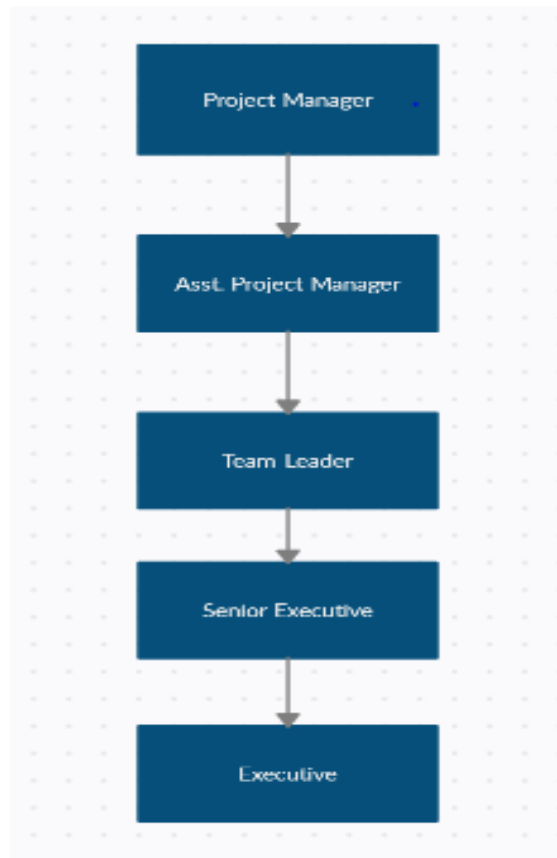 Project Manager
Asst. Project Manager
Team Leader
Senior Executive
Executive